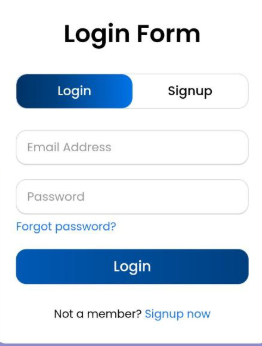 Login Form
Login Signup
Email Address
Password
Forgot password?
Login
Not a member? Signup now